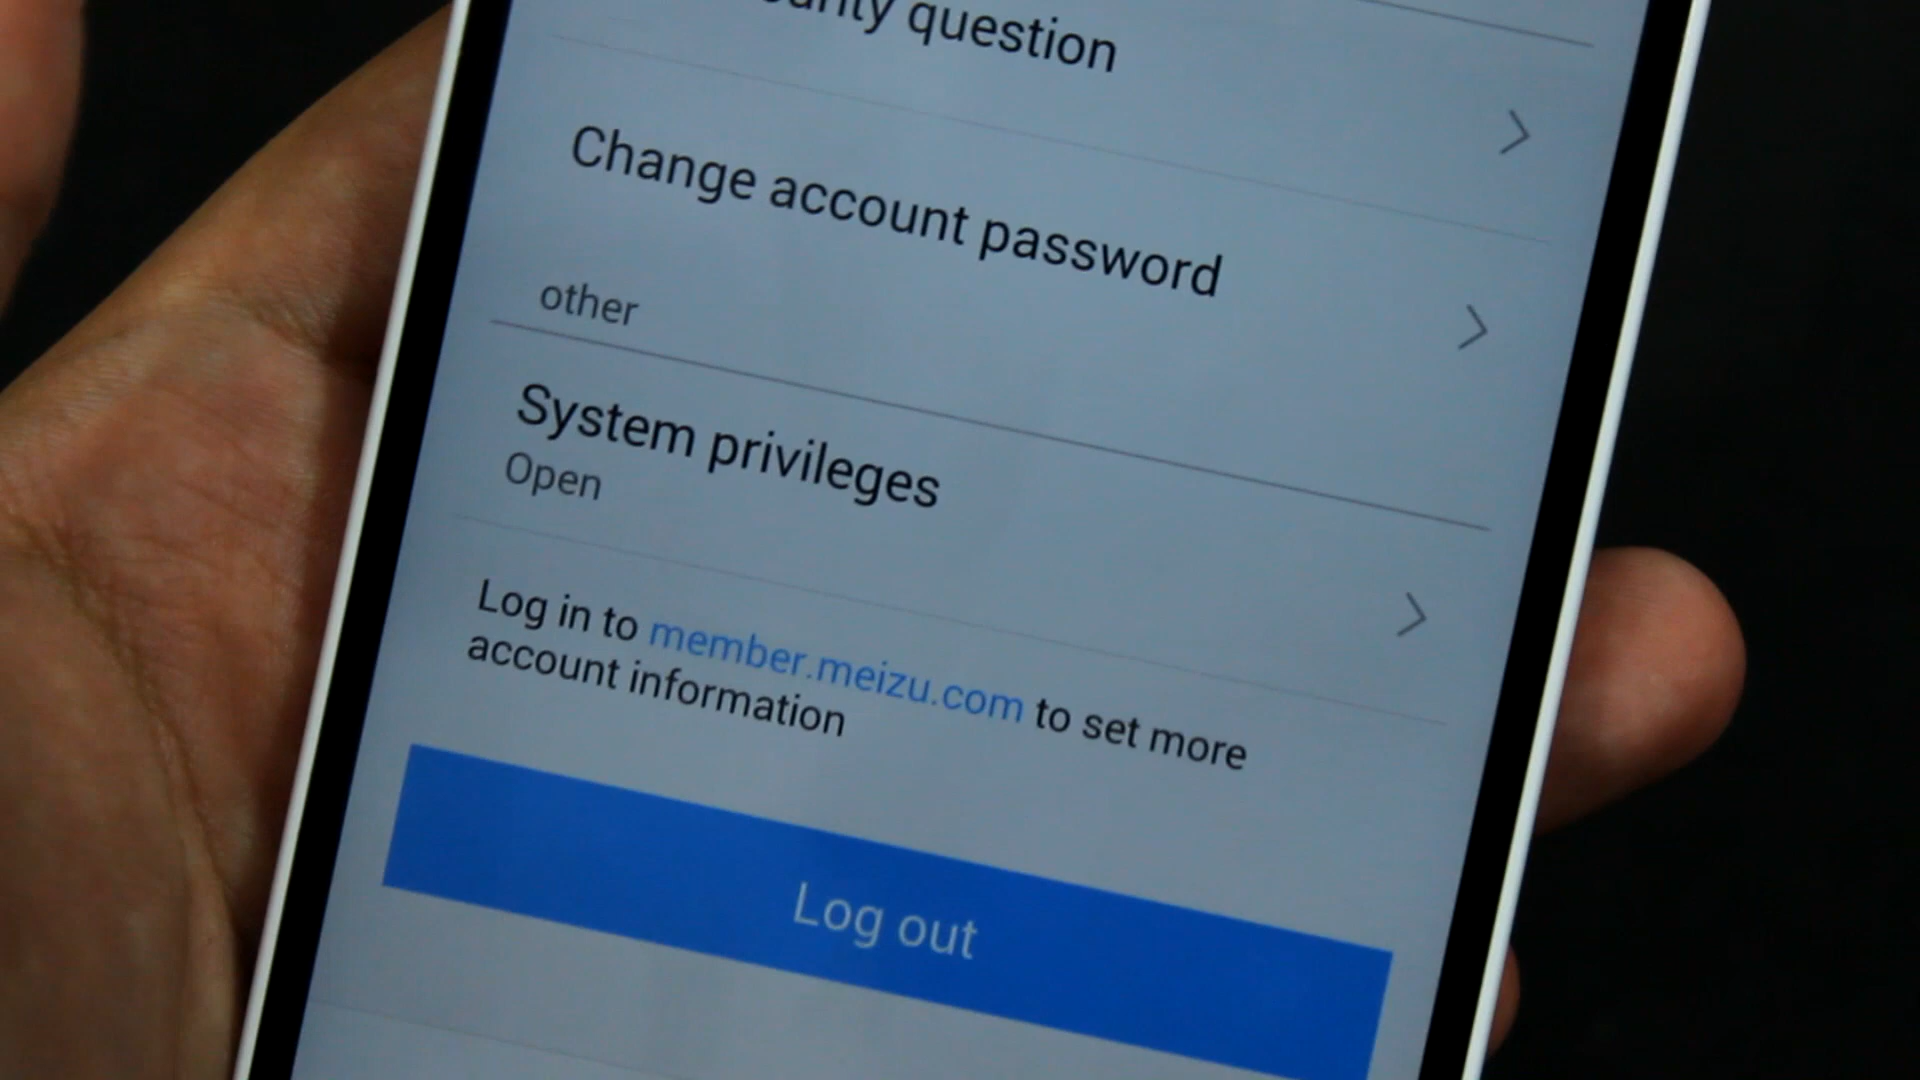 question
Change account password
other
System privileges
Open
Log in to member.meizu.com to set more
account information
Log out